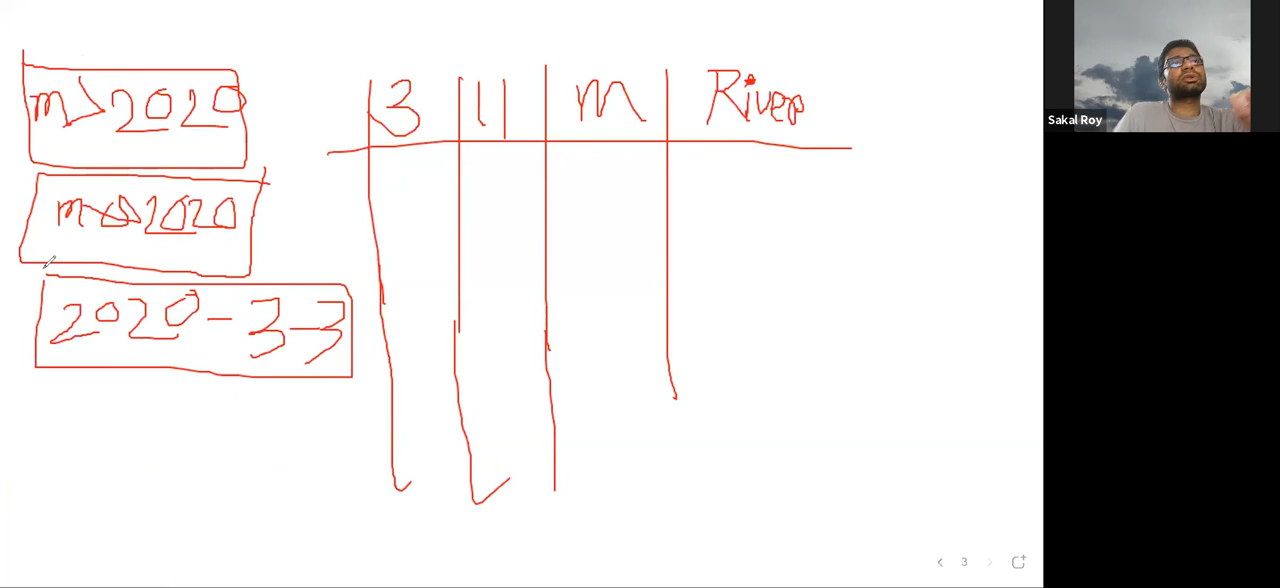 m > 2020
3 11 m River
2020
2020-3-3
Sakal Roy
3